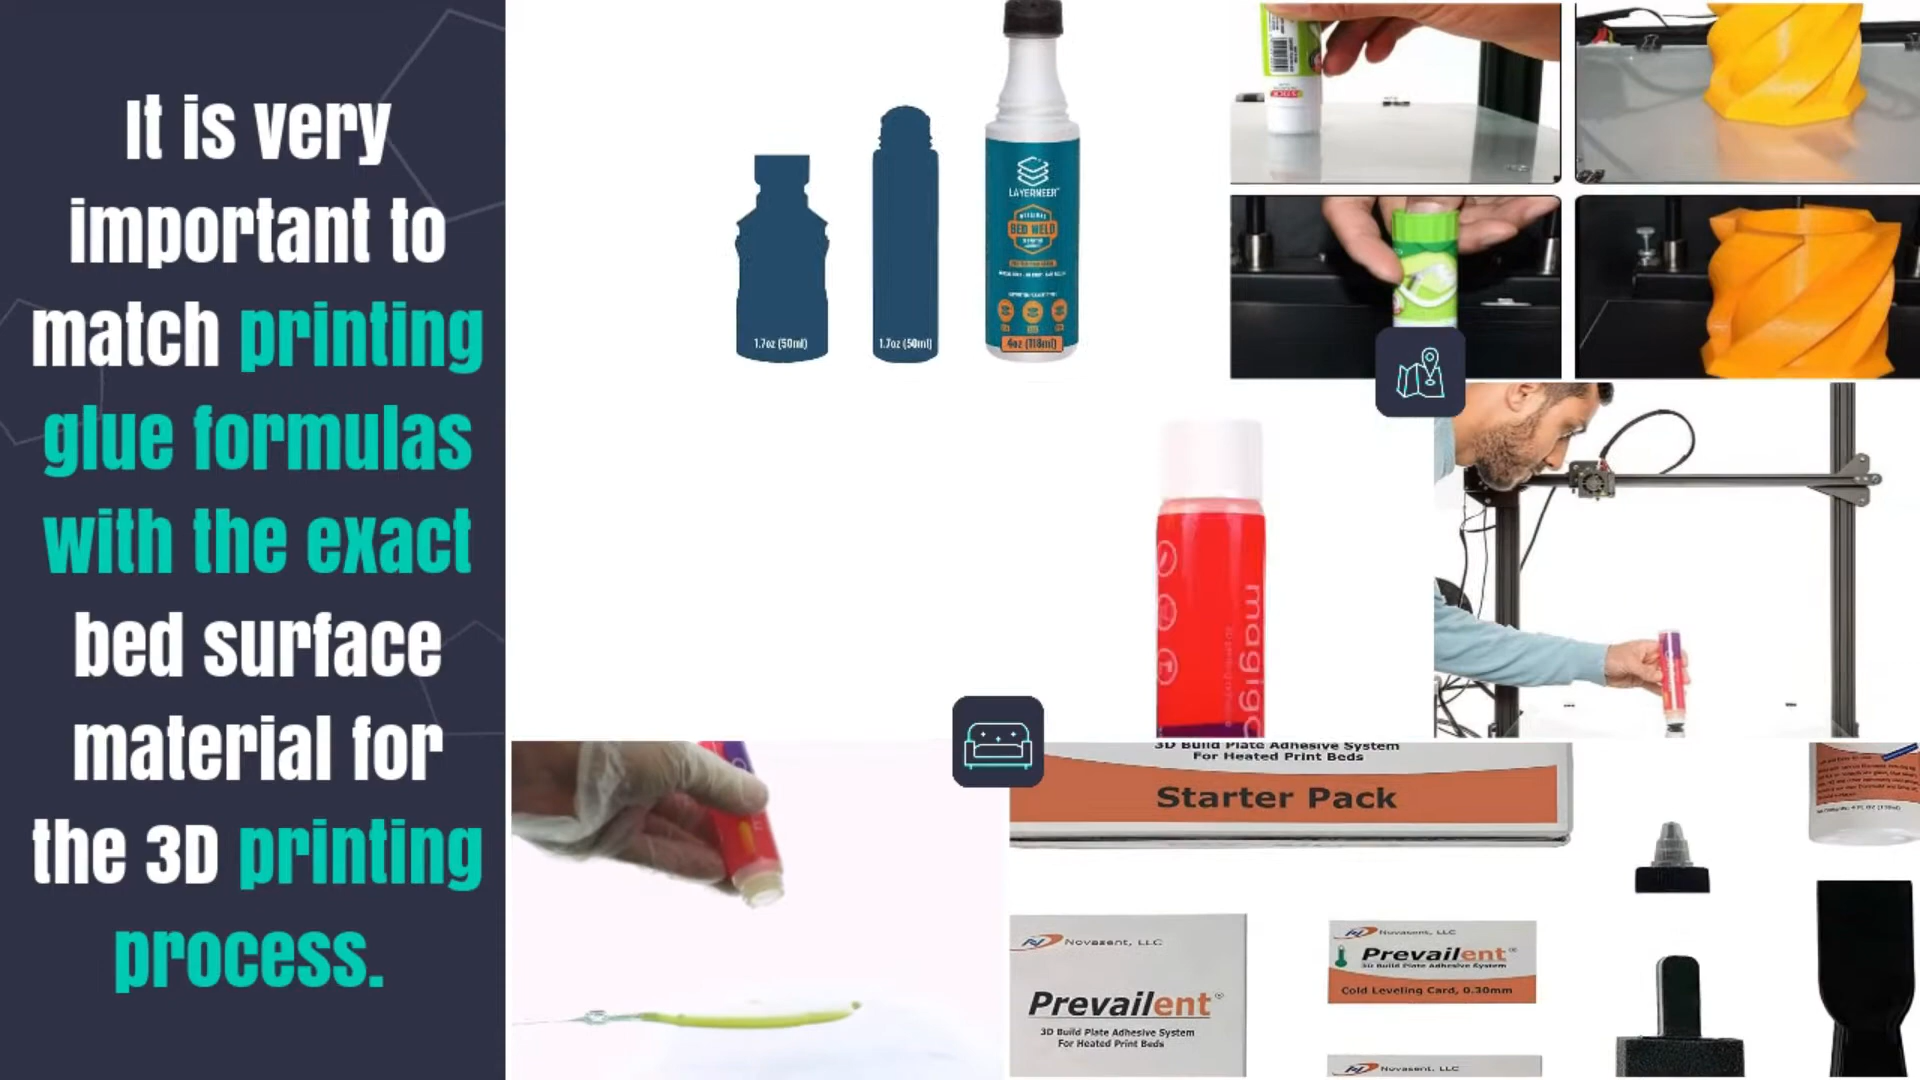 It is very
important to
match printing
glue formulas
with the exact
bed surface
material for
the 3D printing
process.
LAYERNEER
BED WELD
1.7oz (50ml)
1.7oz (50ml)
4oz (118ml)
magigo
3D Build Plate Adhesive System
For Heated Print Beds
Starter Pack
Novasent, LLC
Prevailent®
3D Build Plate Adhesive System
For Heated Print Beds
Novasent, LLC
Prevailent®
3D Build Plate Adhesive System
Cold Leveling Card, 0.30mm
Novasent, LLC